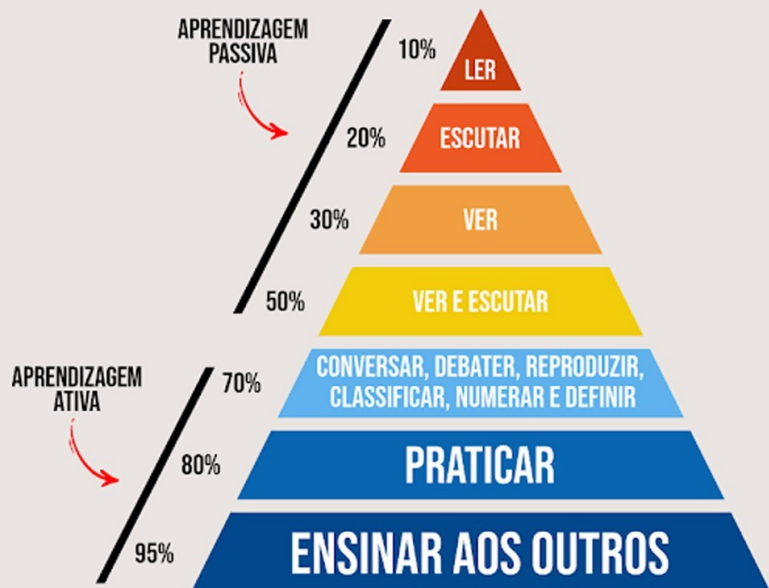 APRENDIZAGEM
PASSIVA
10%
LER
20%
ESCUTAR
30%
VER
50%
VER E ESCUTAR
APRENDIZAGEM
ATIVA
70%
CONVERSAR, DEBATER, REPRODUZIR,
CLASSIFICAR, NUMERAR E DEFINIR
80%
PRATICAR
95%
ENSINAR AOS OUTROS